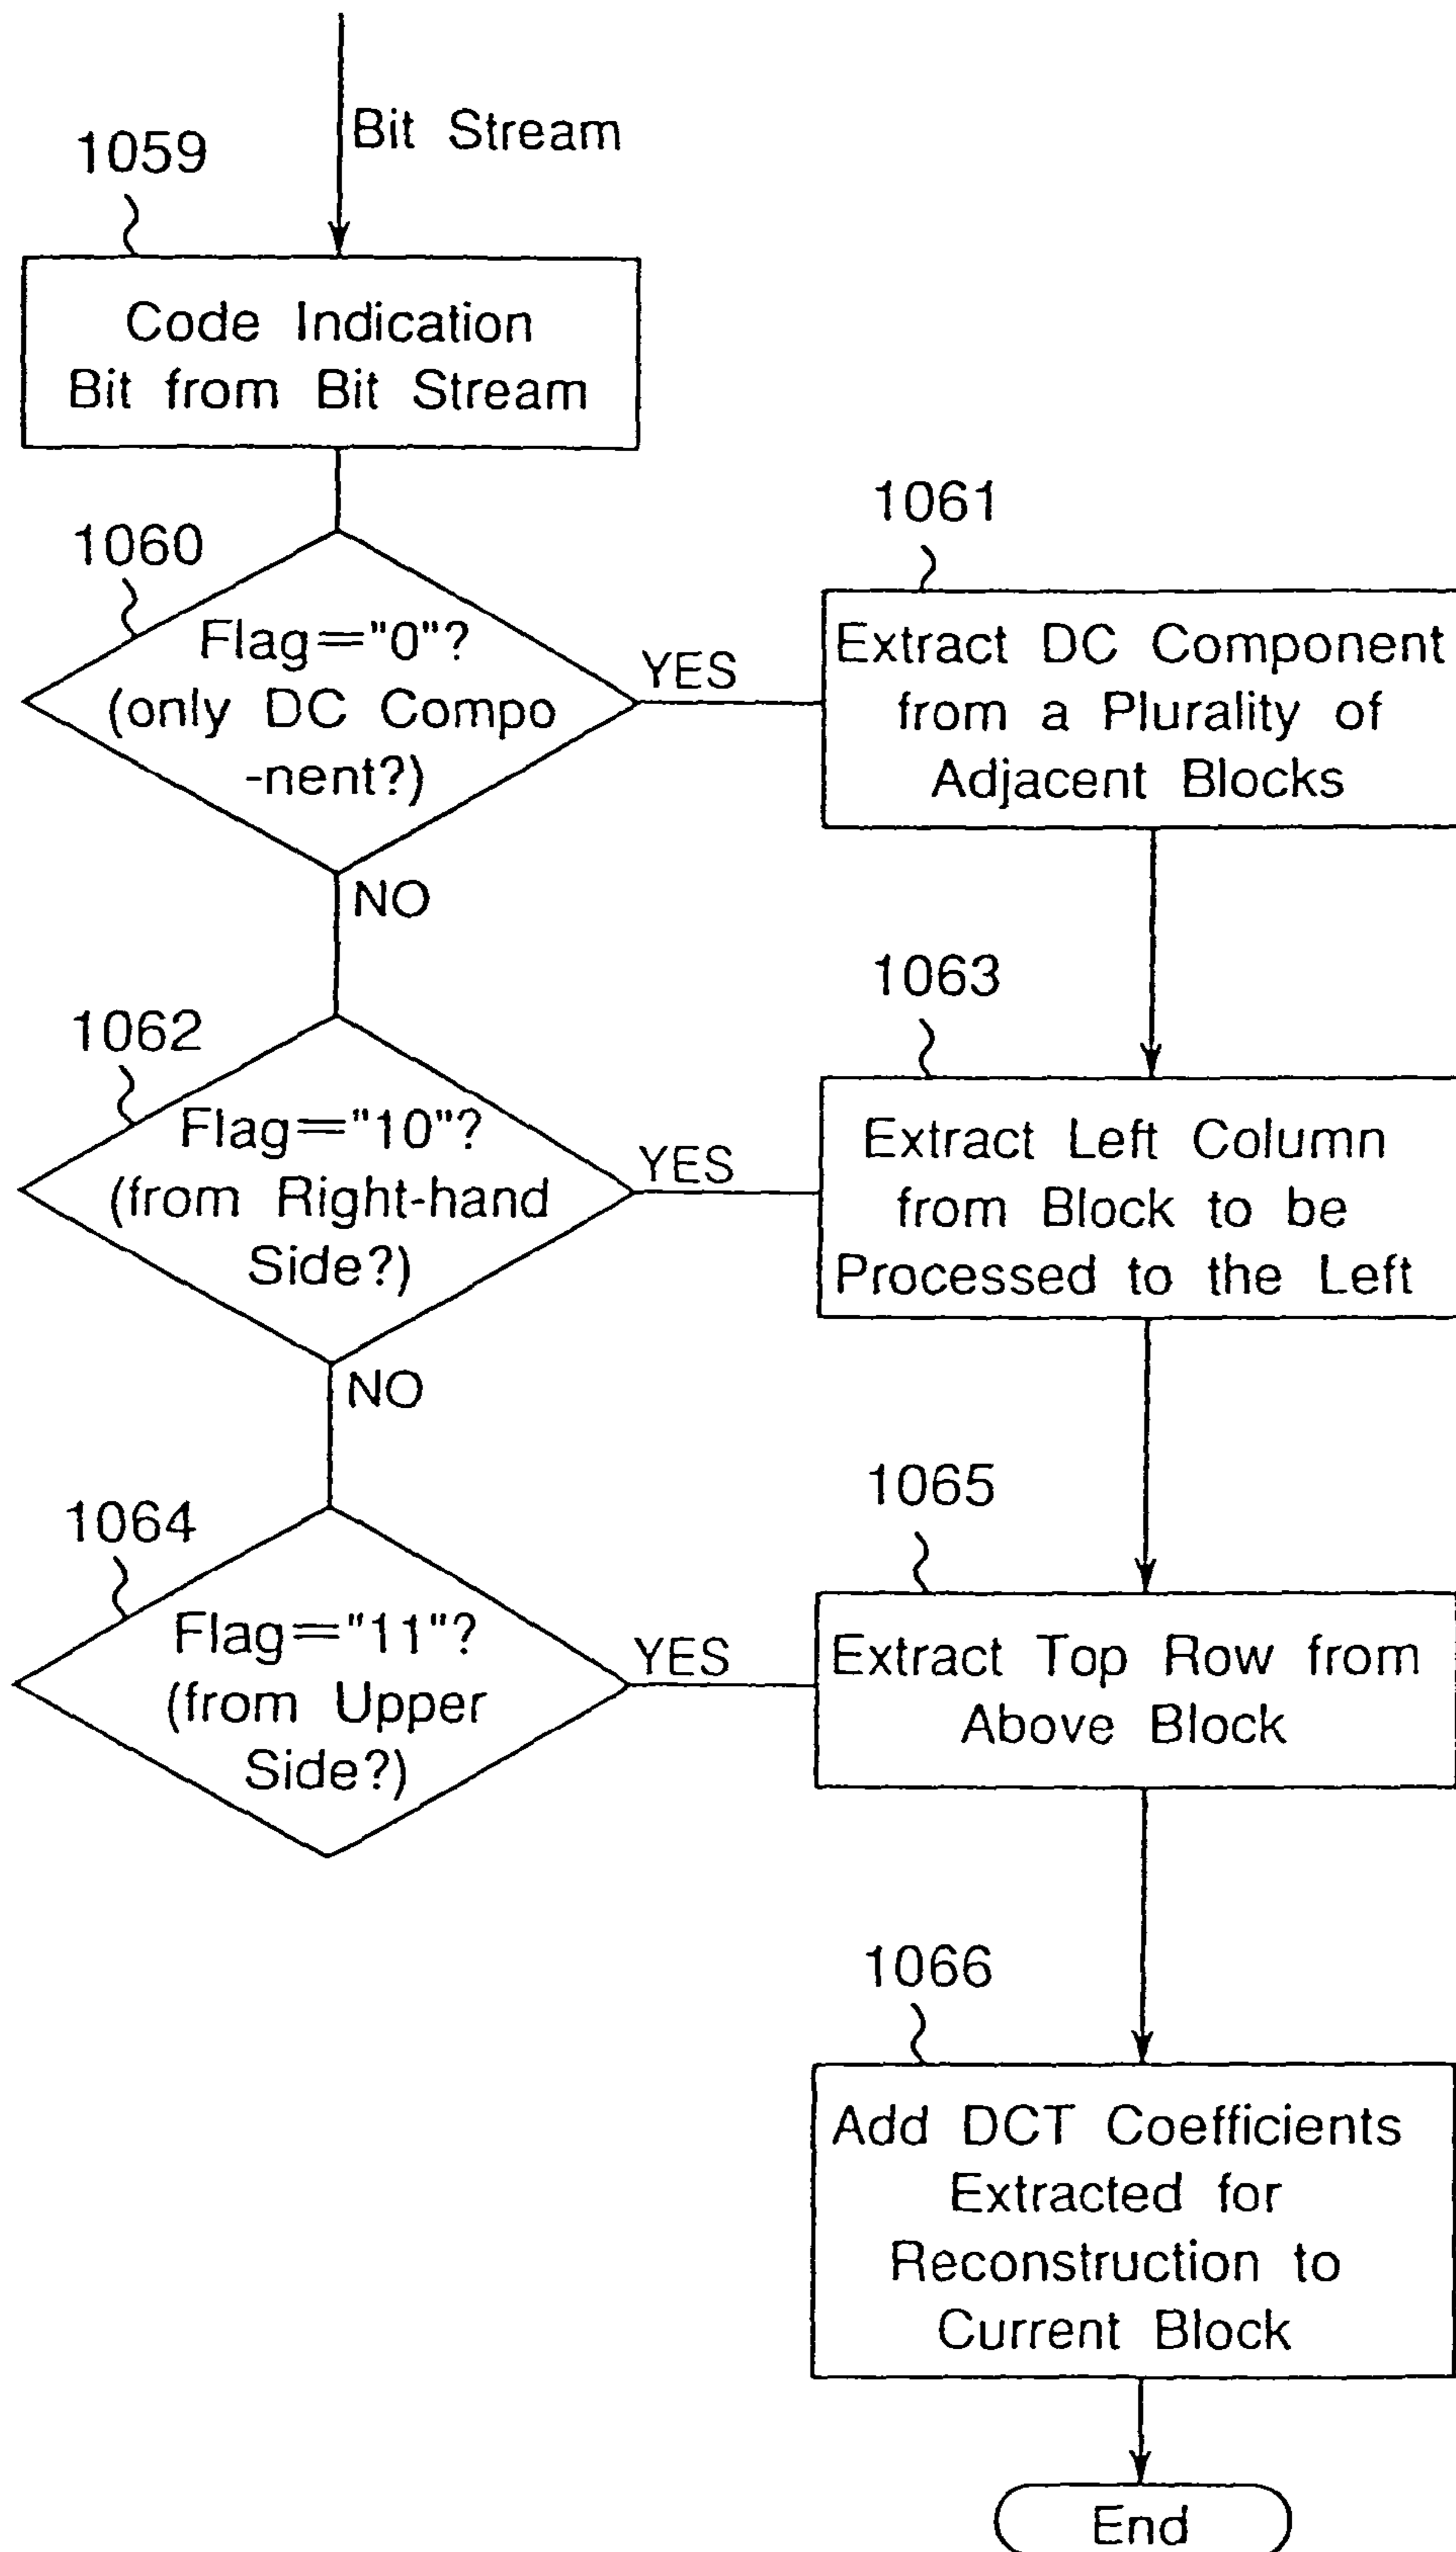 Bit Stream
1059
Code Indication
Bit from Bit Stream
1060
Flag="0"?
(only DC Compo
-nent?)
YES
NO
1061
Extract DC Component
from a Plurality of
Adjacent Blocks
1062
Flag="10"?
(from Right-hand
Side?)
YES
NO
1063
Extract Left Column
from Block to be
Processed to the Left
1064
Flag="11"?
(from Upper
Side?)
YES
1065
Extract Top Row from
Above Block
1066
Add DCT Coefficients
Extracted for
Reconstruction to
Current Block
End